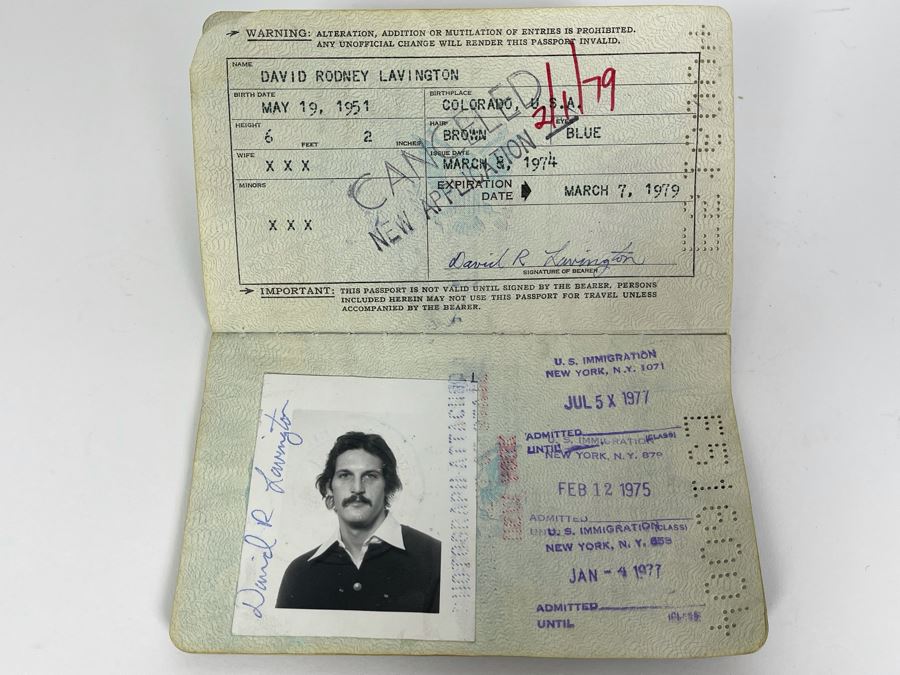 WARNING: ALTERATION, ADDITION OR MUTILATION OF ENTRIES IS PROHIBITED.
ANY UNOFFICIAL CHANGE WILL RENDER THIS PASSPORT INVALID.
NAME
DAVID RODNEY LAVINGTON
BIRTH DATE
MAY 19, 1951
BIRTHPLACE
COLORADO, U.S.A.
2/1/79
HEIGHT
6 FEET 2 INCHES
HAIR
BROWN
EYES
BLUE
WIFE
X X X
ISSUE DATE
MARCH 8, 1974
MINORS
X X X
EXPIRATION
DATE
MARCH 7, 1979
CANCELED
NEW APPLICATION
David R Lavington
SIGNATURE OF BEARER
IMPORTANT: THIS PASSPORT IS NOT VALID UNTIL SIGNED BY THE BEARER. PERSONS
INCLUDED HEREIN MAY NOT USE THIS PASSPORT FOR TRAVEL UNLESS
ACCOMPANIED BY THE BEARER.
David R Lavington
PHOTOGRAPH ATTACHED
U. S. IMMIGRATION
NEW YORK, N.Y. 1071
JUL 5 X 1977
ADMITTED
UNTIL
(CLASS)
U. S. IMMIGRATION
NEW YORK, N.Y. 879
FEB 12 1975
ADMITTED
UNTIL
(CLASS)
U. S. IMMIGRATION
NEW YORK, N. Y.
JAN - 4 1977
ADMITTED
UNTIL
(CLASS)